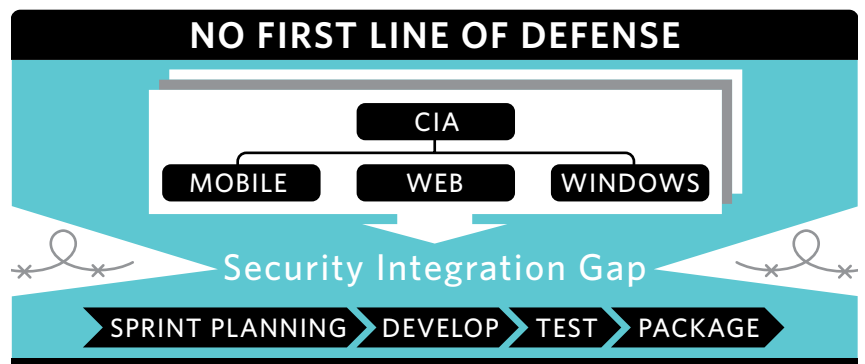 NO FIRST LINE OF DEFENSE
CIA
MOBILE WEB WINDOWS
Security Integration Gap
SPRINT PLANNING DEVELOP TEST PACKAGE